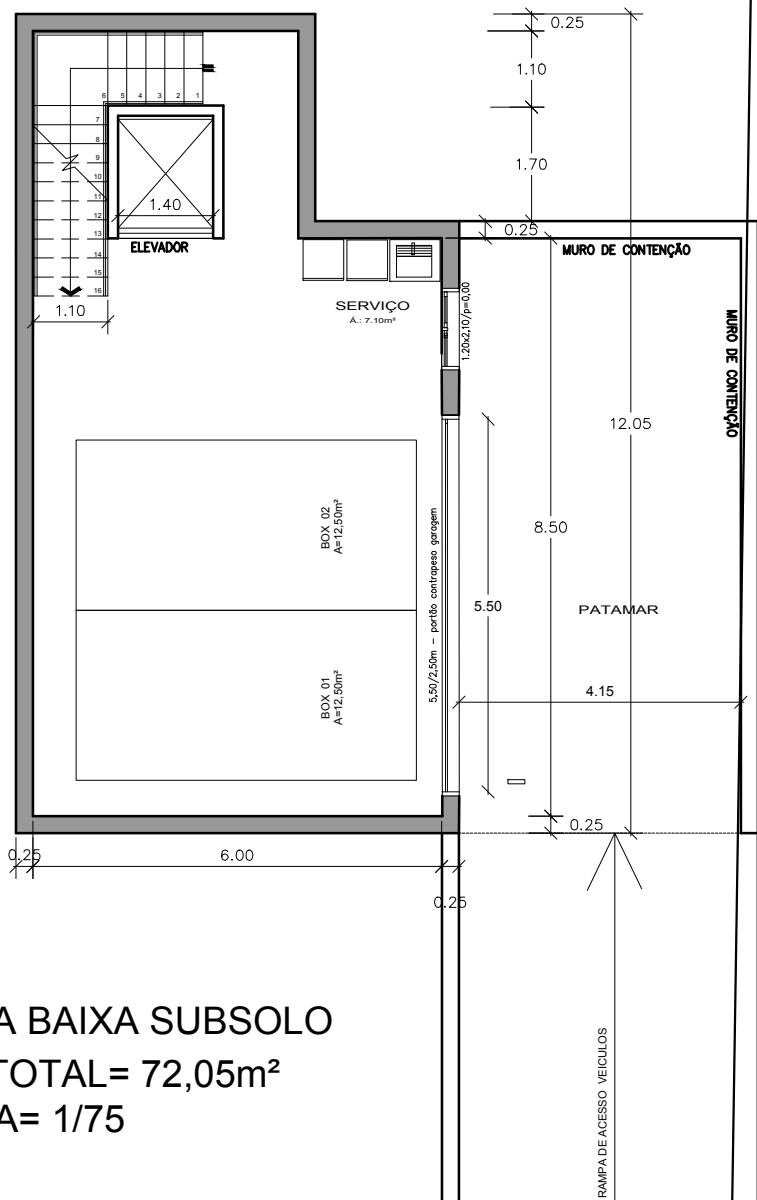 0.25
1.10
1.70
0.25
6 5 4 3 2 1
7
8
9
10
11
12
13
14
15
16
1.40
ELEVADOR
1.10
SERVIÇO
Á.: 7.10m²
1.20x2,10/p=0,00
MURO DE CONTENÇÃO
MURO DE CONTENÇÃO
12.05
8.50
5.50
PATAMAR
4.15
BOX 02
A=12,50m²
BOX 01
A=12,50m²
5,50/2,50m - portão contrapeso garagem
0.25
0.25
6.00
0.25
RAMPA DE ACESSO VEICULOS
A BAIXA SUBSOLO
TOTAL= 72,05m²
A= 1/75